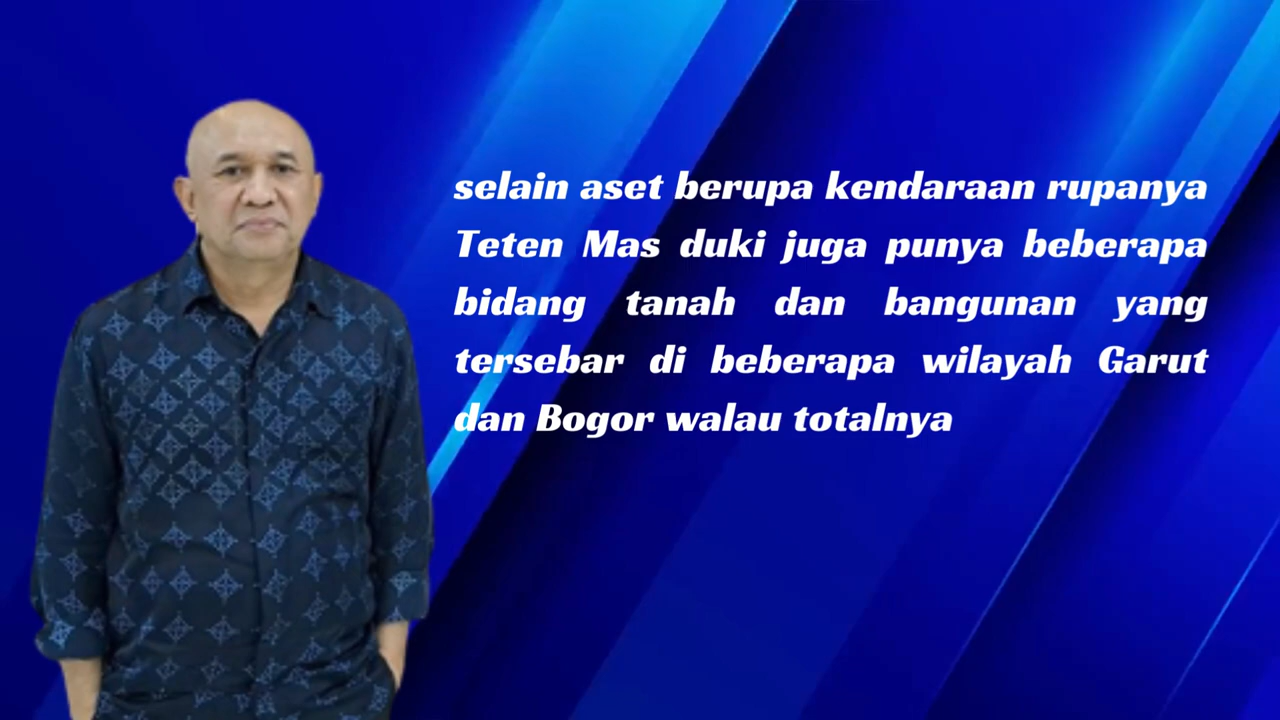 selain aset berupa kendaraan rupanya
Teten Mas duki juga punya beberapa
bidang tanah dan bangunan yang
tersebar di beberapa wilayah Garut
dan Bogor walau totalnya